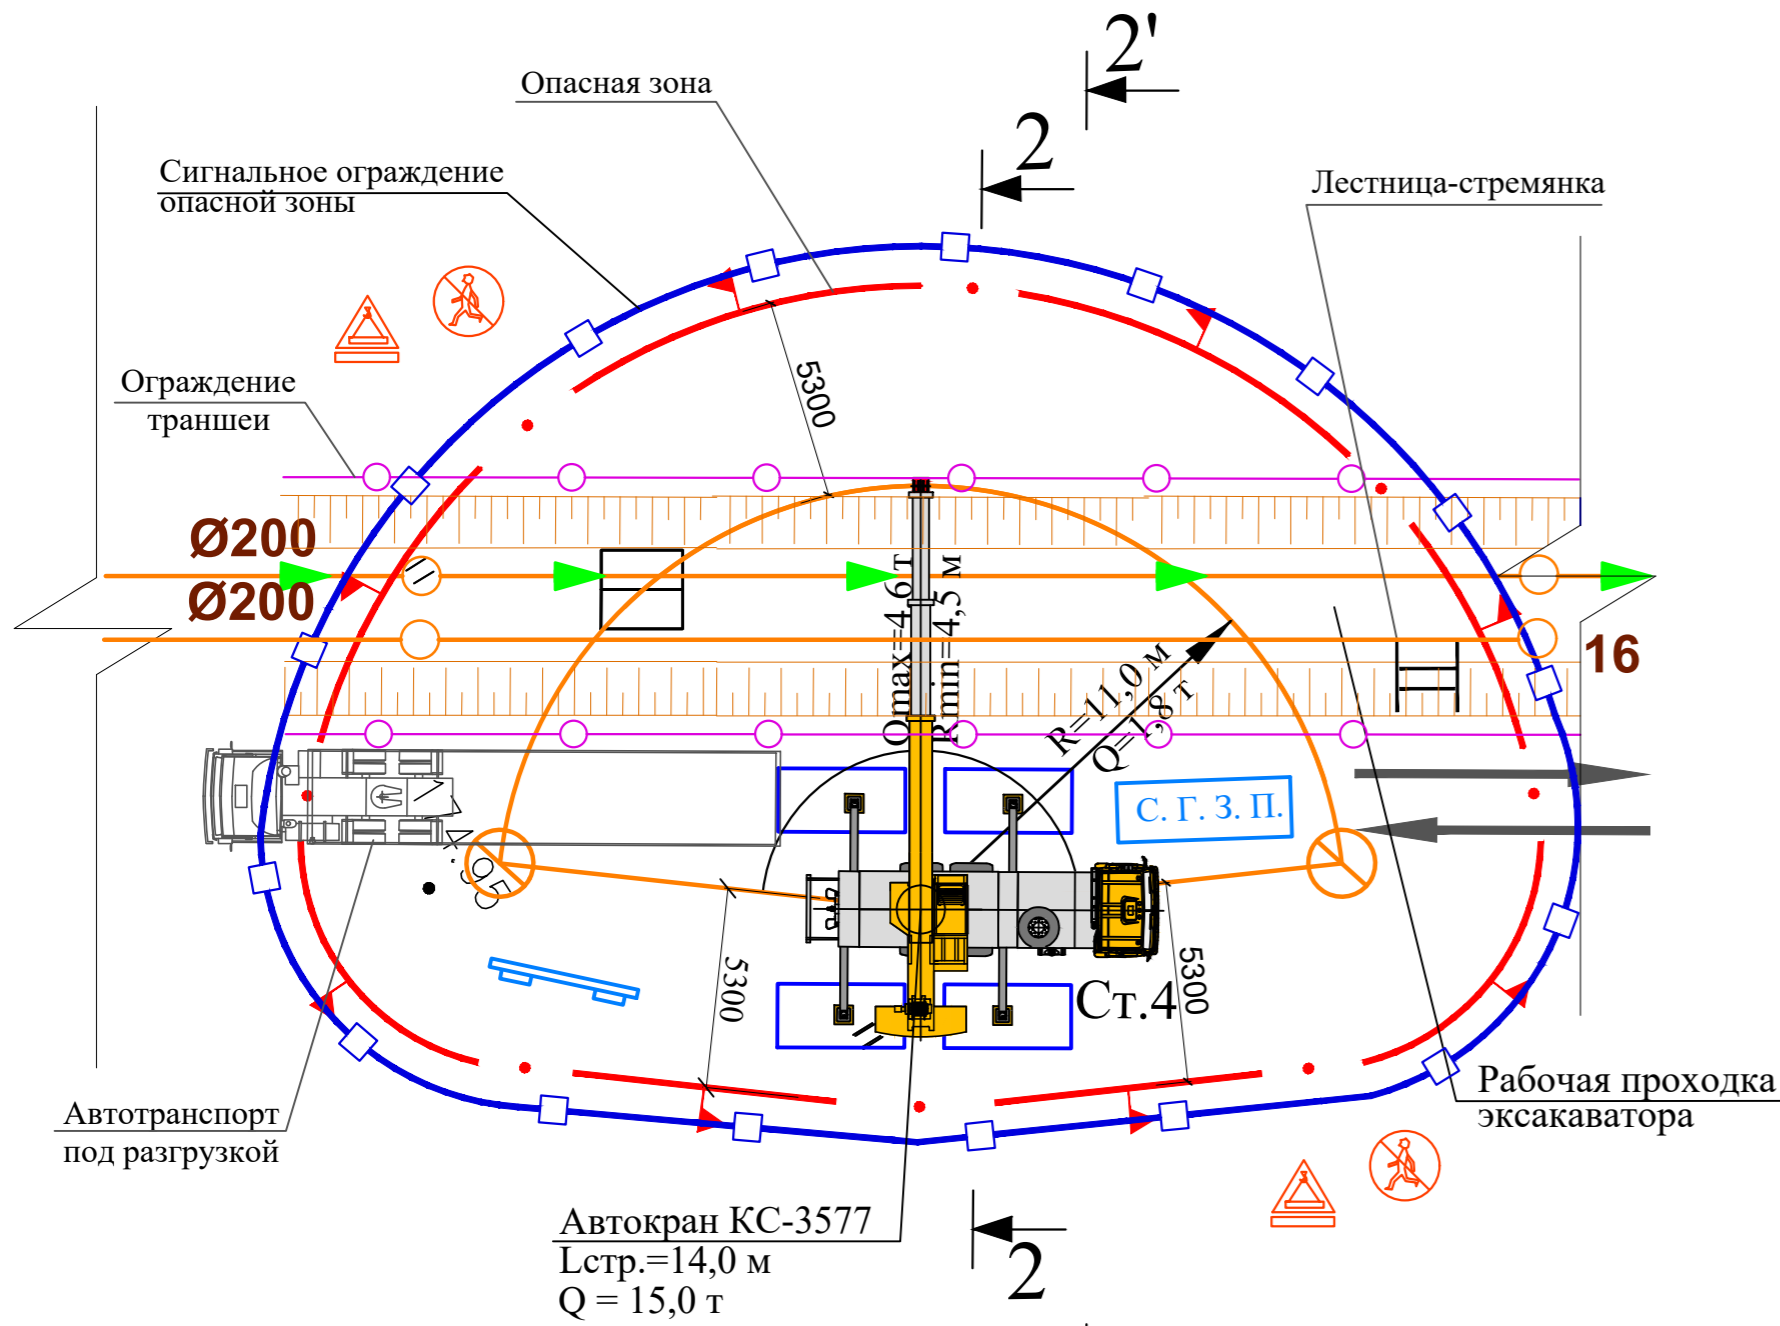 2'
Опасная зона
2
Сигнальное ограждение
опасной зоны
Лестница-стремянка
Ограждение
траншеи
5300
Ø200
Ø200
Qmax=4,6 т
Rmin=4,5 м
R=11,0 м
Q=1,8 т
16
С. Г. З. П.
5300
5300
Ст.4
Рабочая проходка
эксакаватора
Автотранспорт
под разгрузкой
Автокран КС-3577
Lстр.=14,0 м
Q = 15,0 т
2